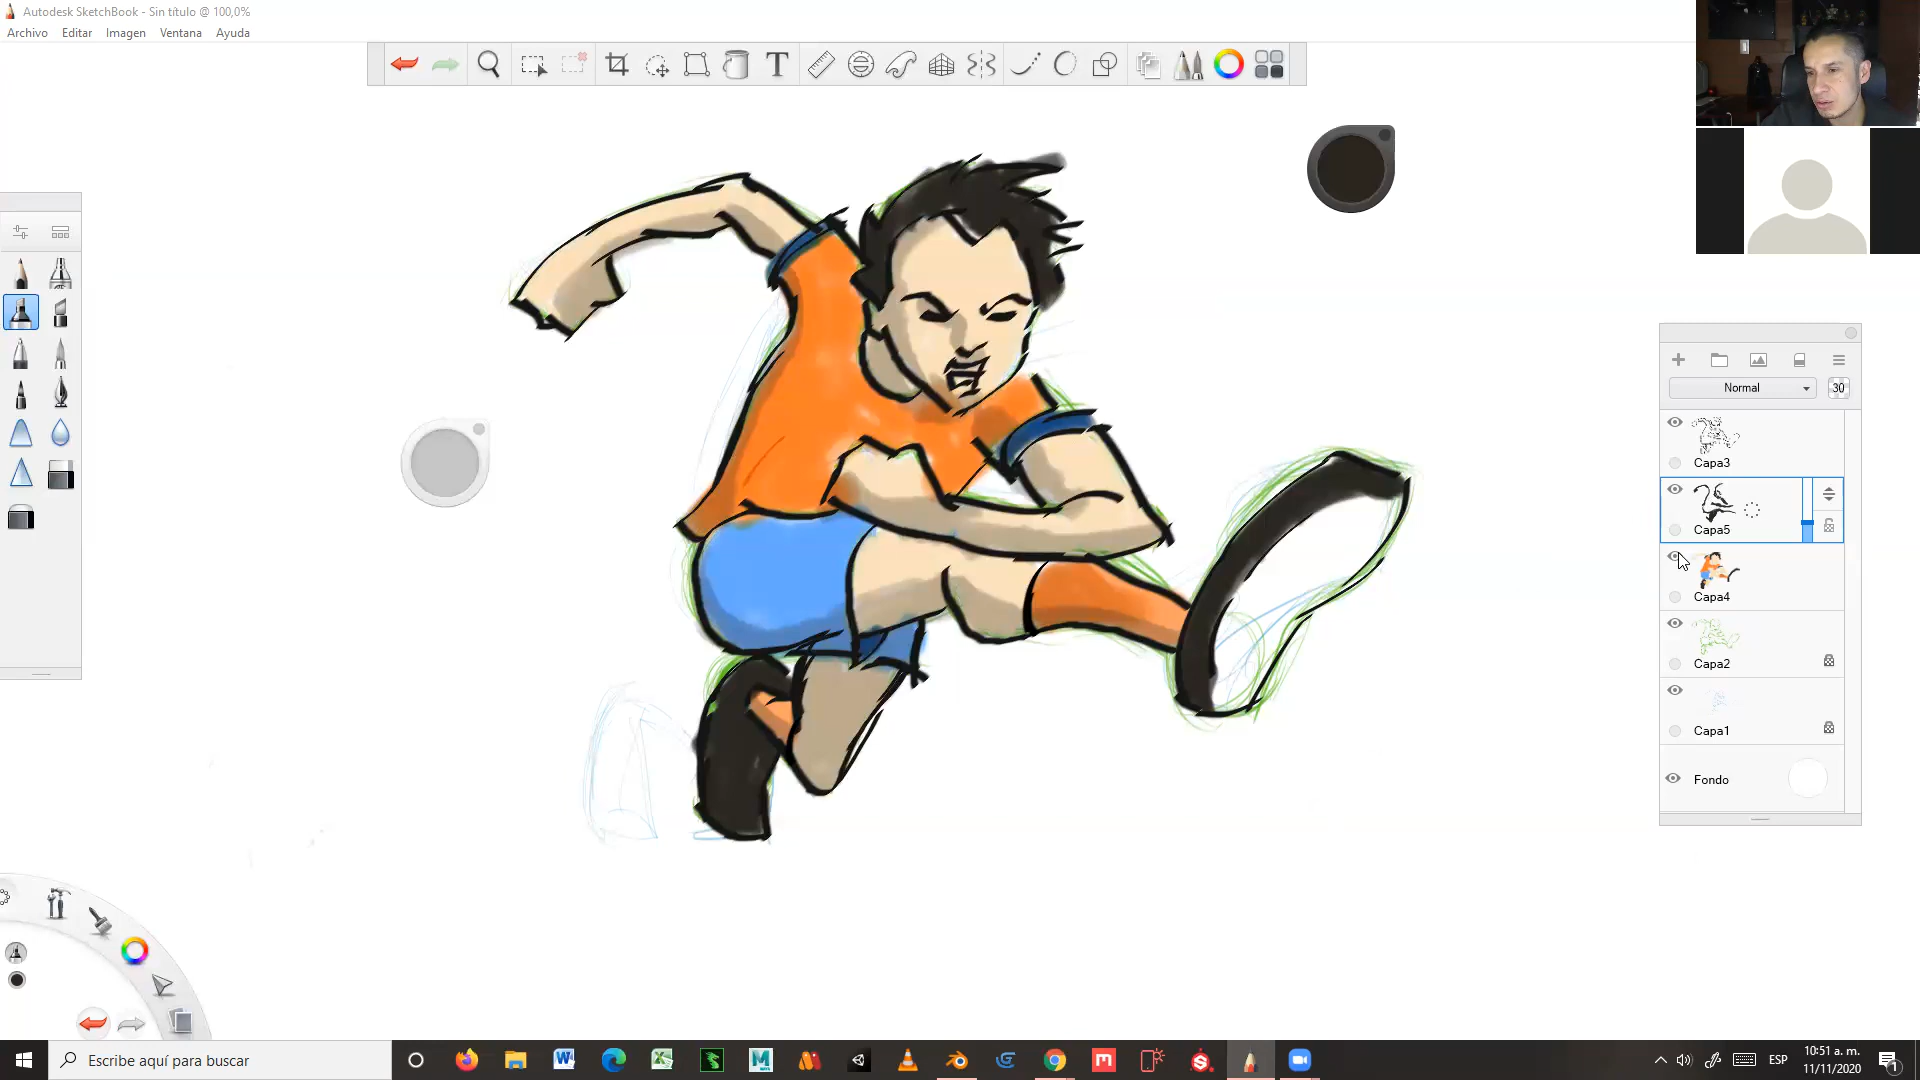 Autodesk SketchBook - Sin título @ 100,0%
Archivo Editar Imagen Ventana Ayuda
T
Normal
30
Capa3
Capa5
Capa4
Capa2
Capa1
Fondo
Escribe aquí para buscar
ESP
10:51 a. m.
11/11/2020
1